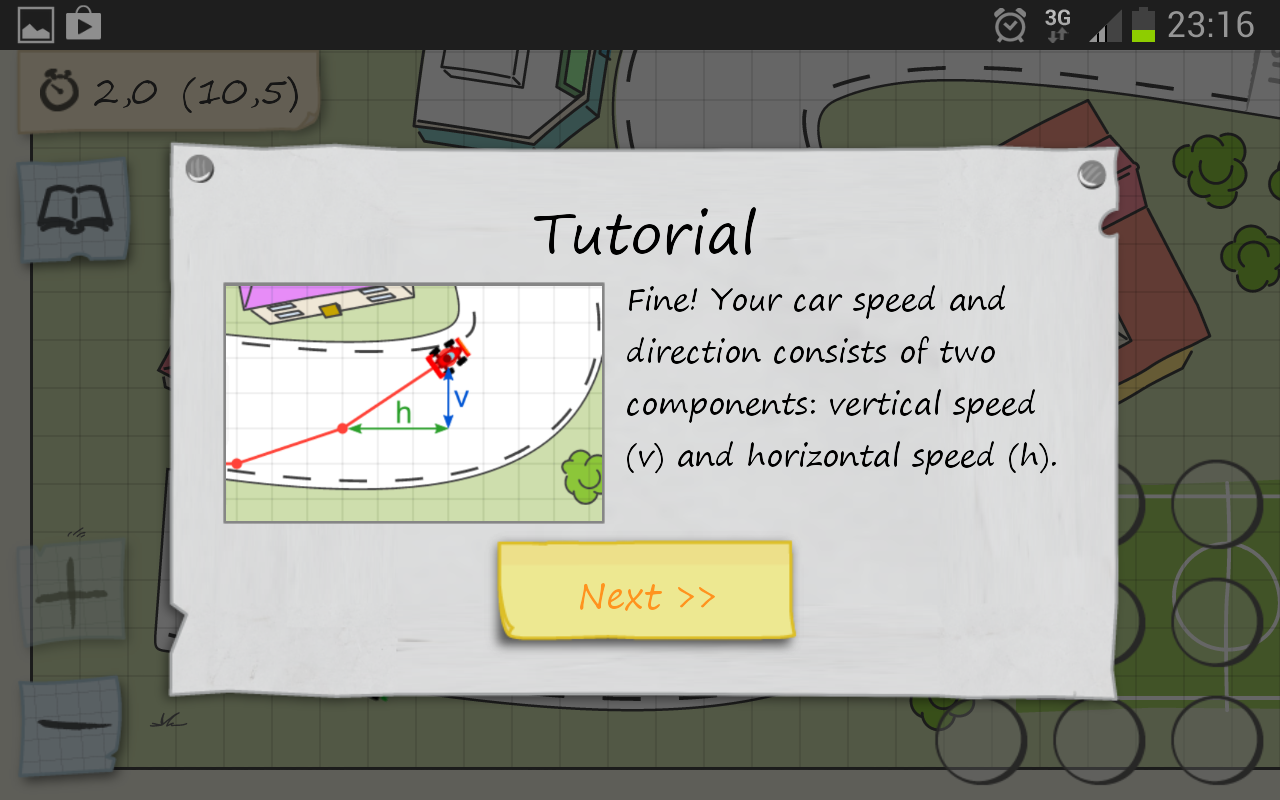 3G
23:16
2,0 (10,5)
Tutorial
Fine! Your car speed and
direction consists of two
components: vertical speed
(v) and horizontal speed (h).
h
v
Next >>